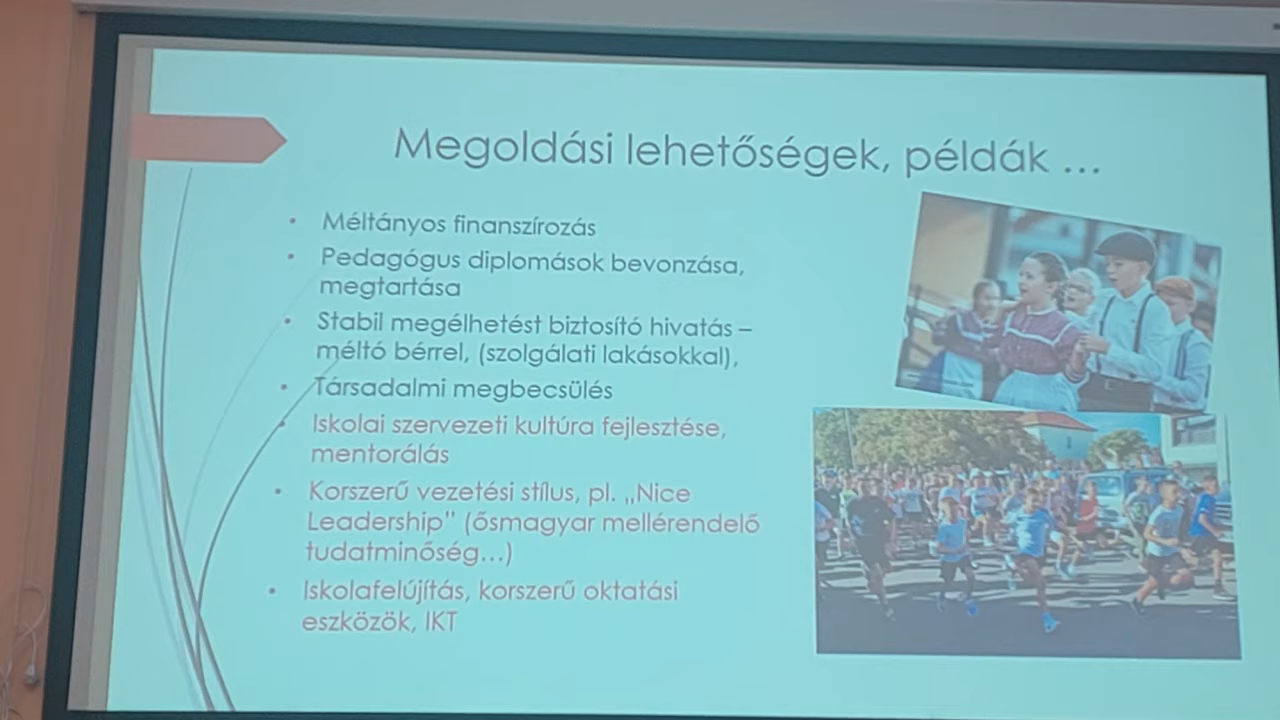 Megoldási lehetőségek, példák ...
• Méltányos finanszírozás
• Pedagógus diplomások bevonzása,
megtartása
• Stabil megélhetést biztosító hivatás –
méltó bérrel, (szolgálati lakásokkal),
• Társadalmi megbecsülés
• Iskolai szervezeti kultúra fejlesztése,
mentorálás
• Korszerű vezetési stílus, pl. „Nice
Leadership” (ősmagyar mellérendelő
tudatminőség...)
• Iskolafelújítás, korszerű oktatási
eszközök, IKT